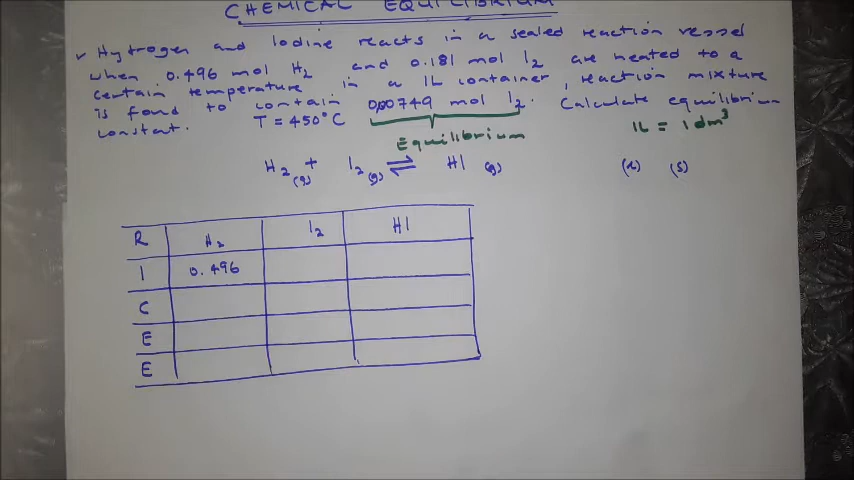 CHEMICAL EQUILIBRIUM
✓ Hydrogen and Iodine reacts in a sealed reaction vessel
when 0.496 mol H2 and 0.181 mol I2 are heated to a
certain temperature in a 1L container, reaction mixture
is found to contain 0,00749 mol I2. Calculate equilibrium
constant. T = 450°C
Equilibrium
1L = 1 dm³
H2(g) + I2(g) ⇌ HI (g)
(l) (s)
R H2 I2 HI
I 0.496
C
E
E